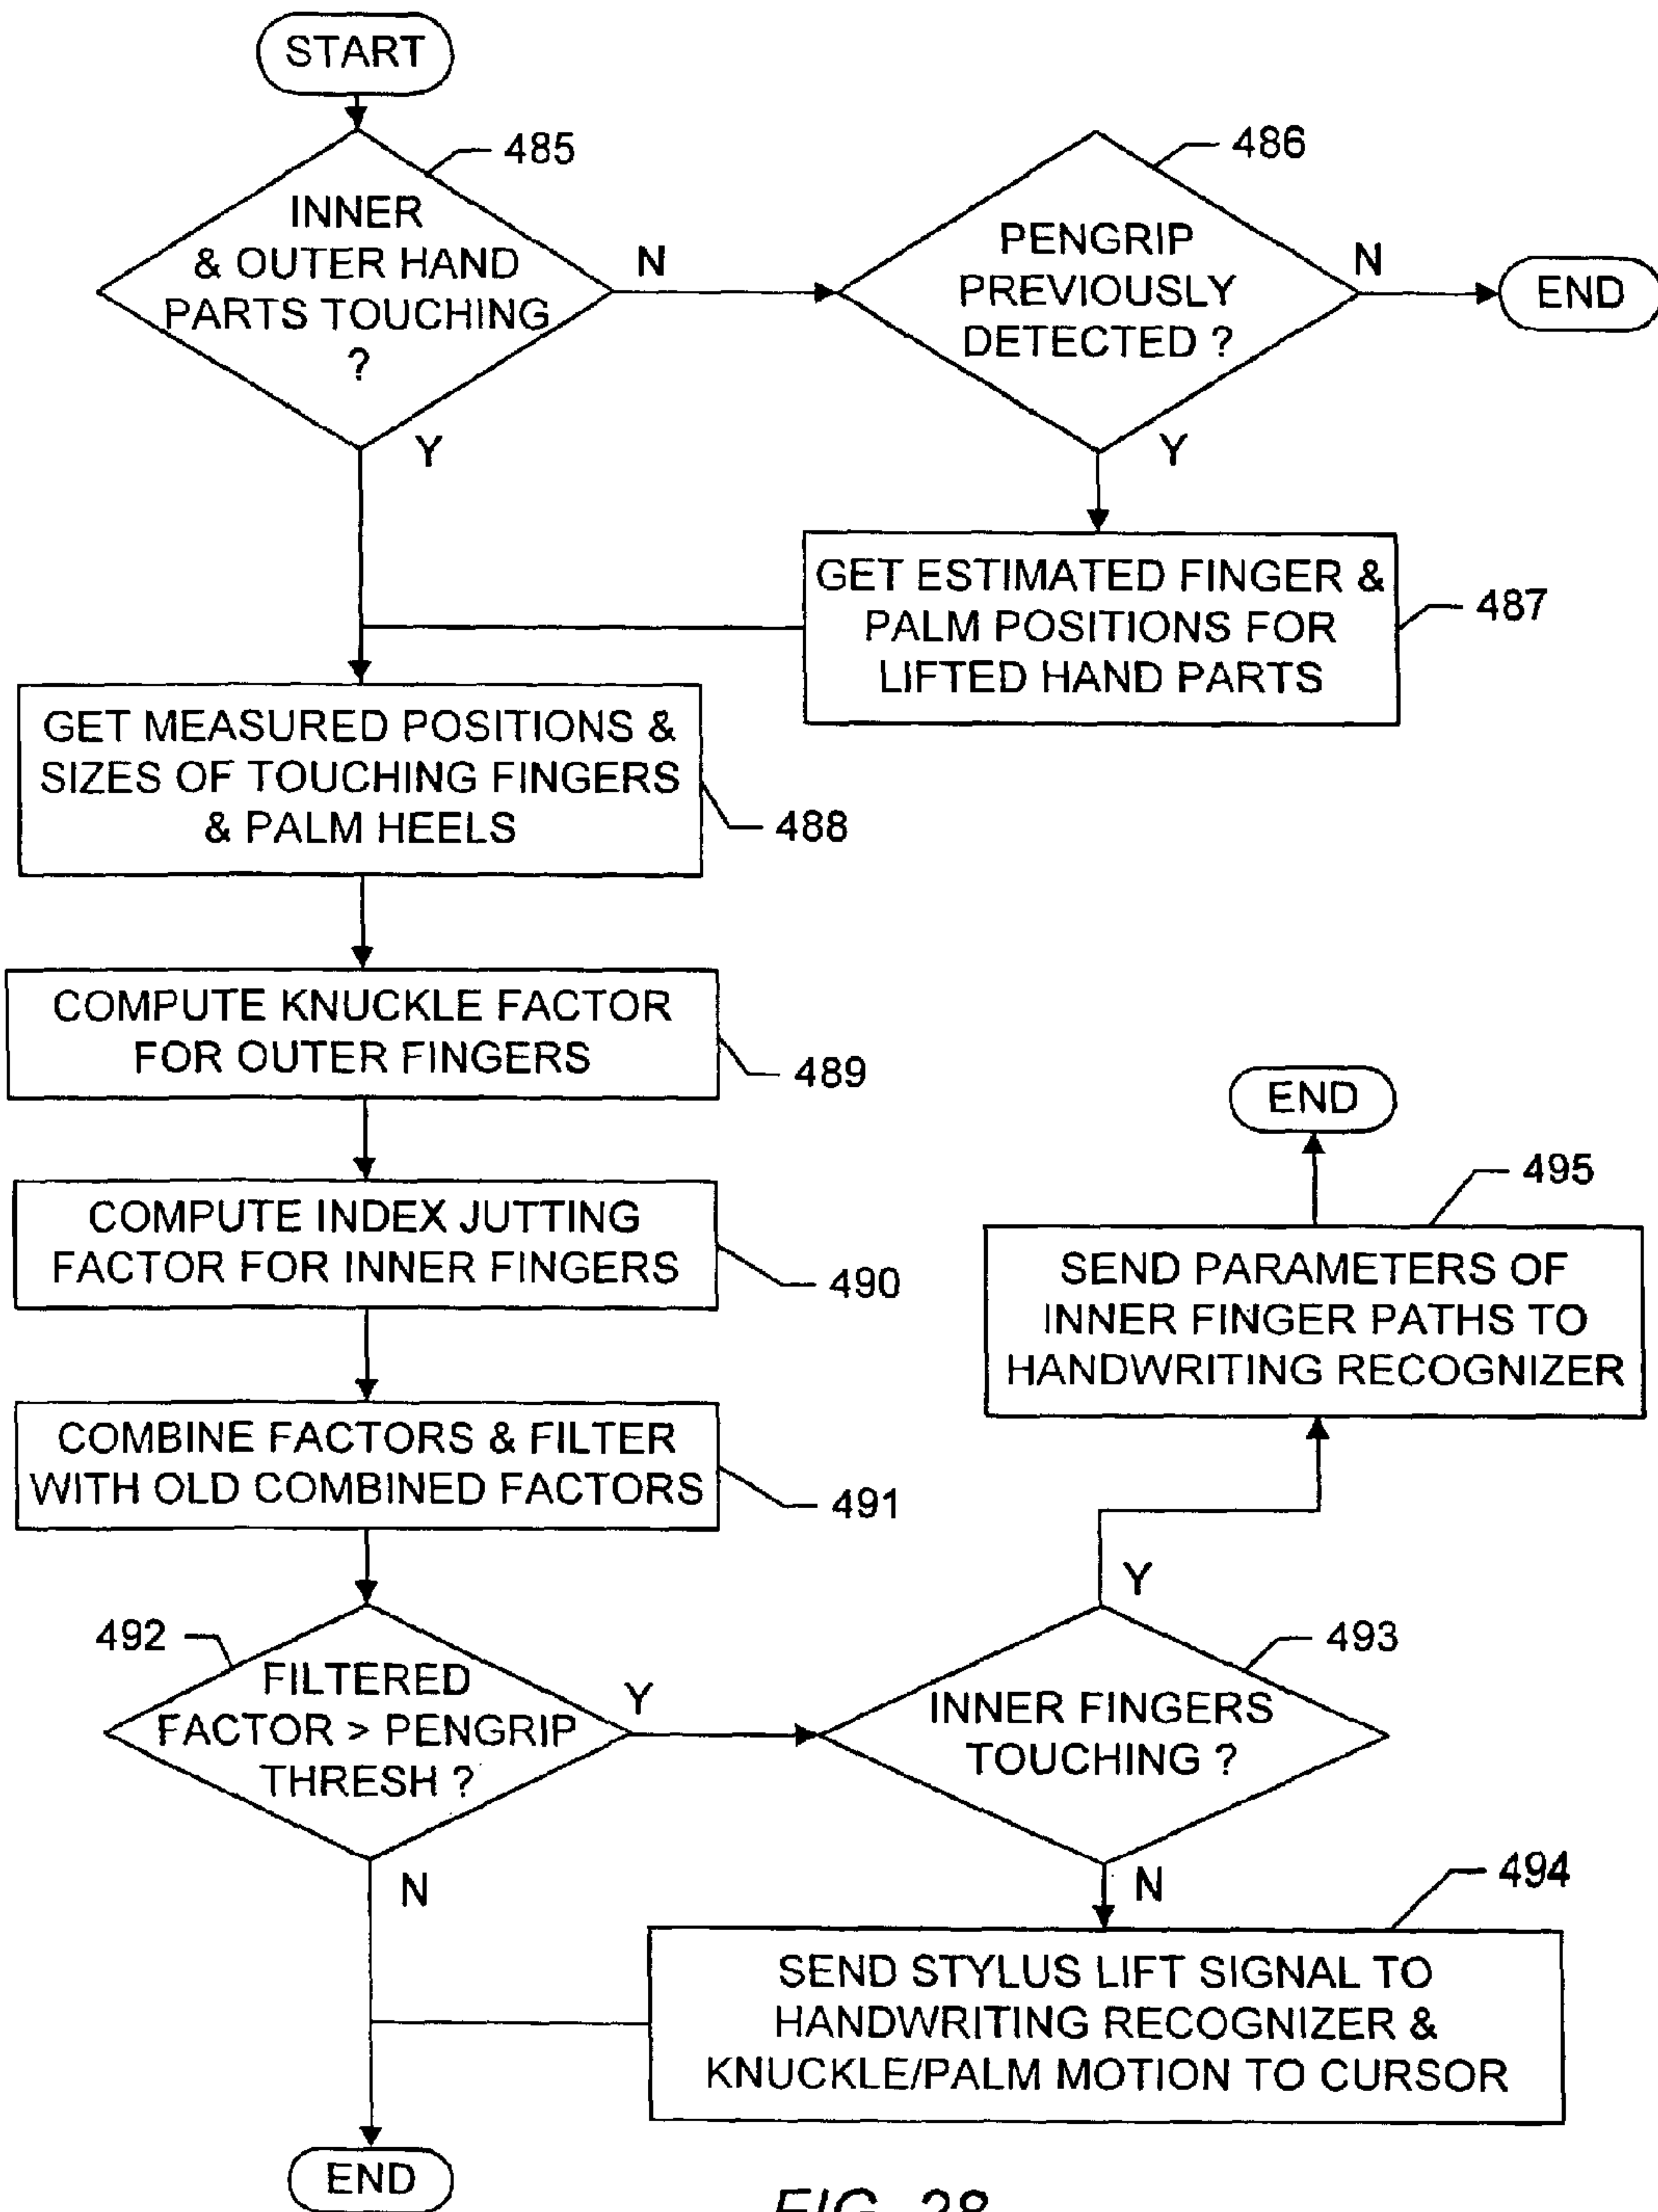 START
485
INNER
& OUTER HAND
PARTS TOUCHING
?
N
Y
486
PENGRIP
PREVIOUSLY
DETECTED ?
N
END
Y
GET ESTIMATED FINGER &
PALM POSITIONS FOR
LIFTED HAND PARTS
487
GET MEASURED POSITIONS &
SIZES OF TOUCHING FINGERS
& PALM HEELS
488
COMPUTE KNUCKLE FACTOR
FOR OUTER FINGERS
489
COMPUTE INDEX JUTTING
FACTOR FOR INNER FINGERS
490
COMBINE FACTORS & FILTER
WITH OLD COMBINED FACTORS
491
492
FILTERED
FACTOR > PENGRIP
THRESH ?
Y
N
END
495
SEND PARAMETERS OF
INNER FINGER PATHS TO
HANDWRITING RECOGNIZER
Y
493
INNER FINGERS
TOUCHING ?
N
494
SEND STYLUS LIFT SIGNAL TO
HANDWRITING RECOGNIZER &
KNUCKLE/PALM MOTION TO CURSOR
END
FIG. 28